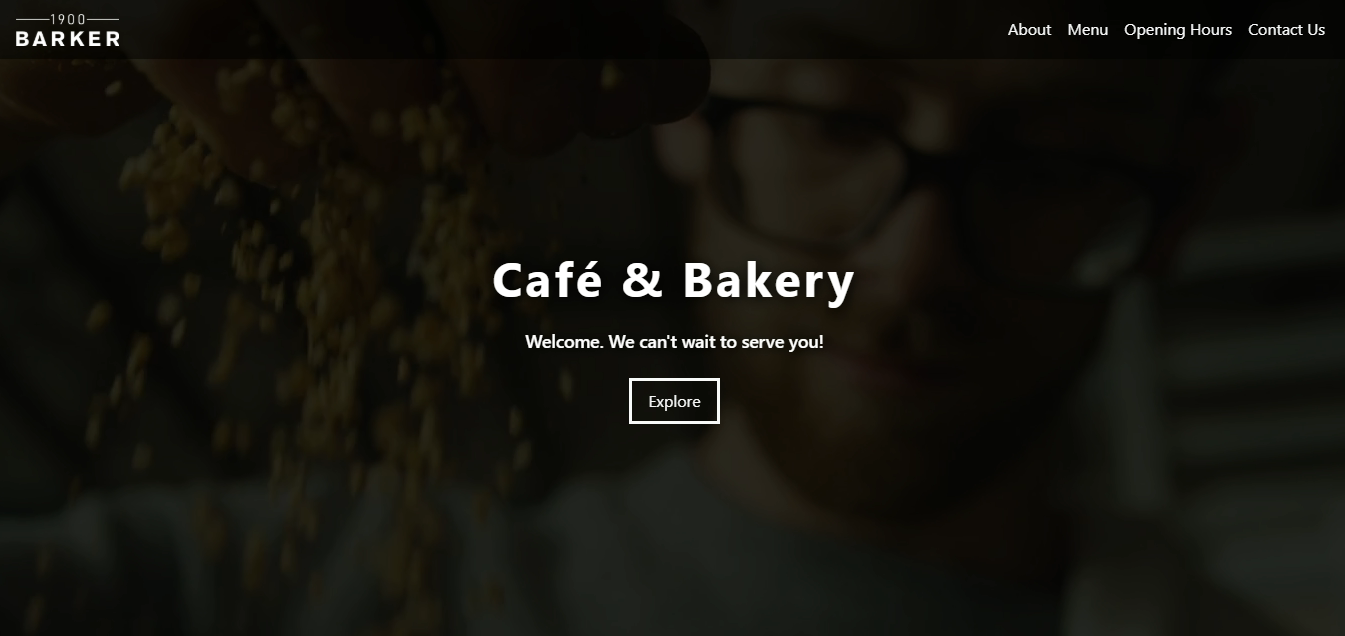 1900
BARKER
About Menu Opening Hours Contact Us
Café & Bakery
Welcome. We can't wait to serve you!
Explore